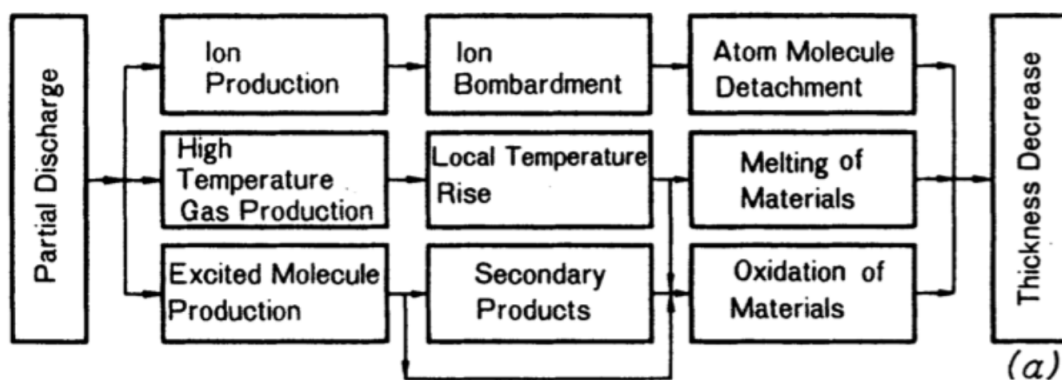 Partial Discharge
Ion
Production
Ion
Bombardment
Atom Molecule
Detachment
High
Temperature
Gas Production
Local Temperature
Rise
Melting of
Materials
Excited Molecule
Production
Secondary
Products
Oxidation of
Materials
Thickness Decrease
(a)